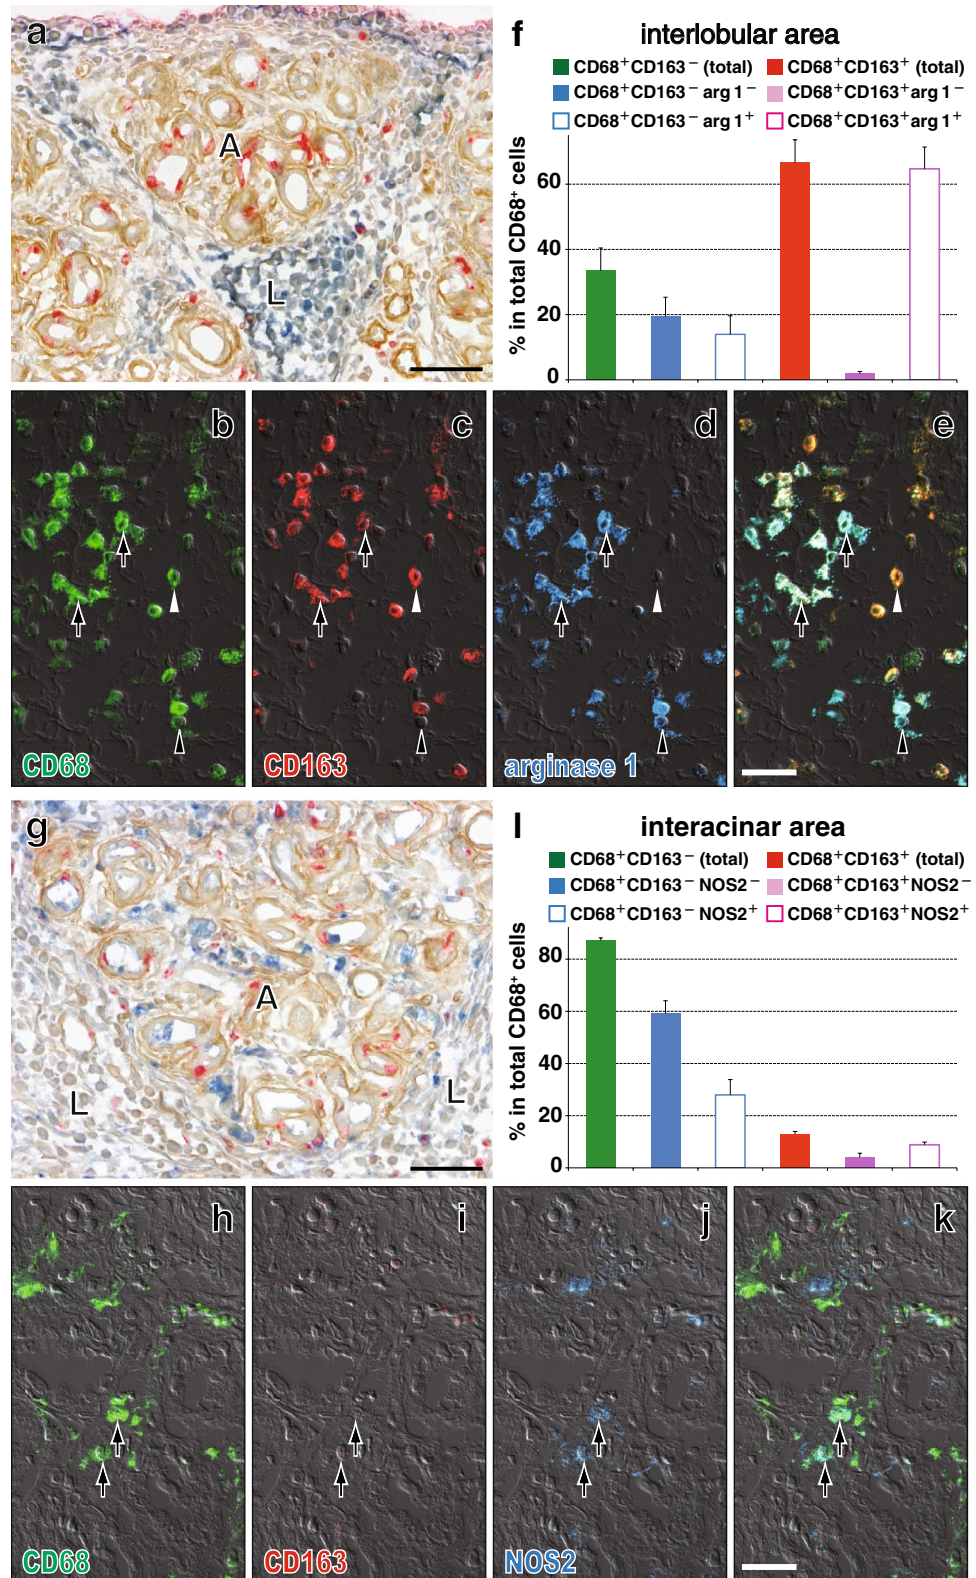 a
A
L
f
interlobular area
CD68⁺CD163⁻ (total)
CD68⁺CD163⁺ (total)
CD68⁺CD163⁻ arg 1⁻
CD68⁺CD163⁺arg 1⁻
CD68⁺CD163⁻ arg 1⁺
CD68⁺CD163⁺arg 1⁺
% in total CD68⁺ cells
60
40
20
0
b
c
d
e
CD68
CD163
arginase 1
g
A
L
L
l
interacinar area
CD68⁺CD163⁻ (total)
CD68⁺CD163⁺ (total)
CD68⁺CD163⁻ NOS2⁻
CD68⁺CD163⁺NOS2⁻
CD68⁺CD163⁻ NOS2⁺
CD68⁺CD163⁺NOS2⁺
% in total CD68⁺ cells
80
60
40
20
0
h
i
j
k
CD68
CD163
NOS2